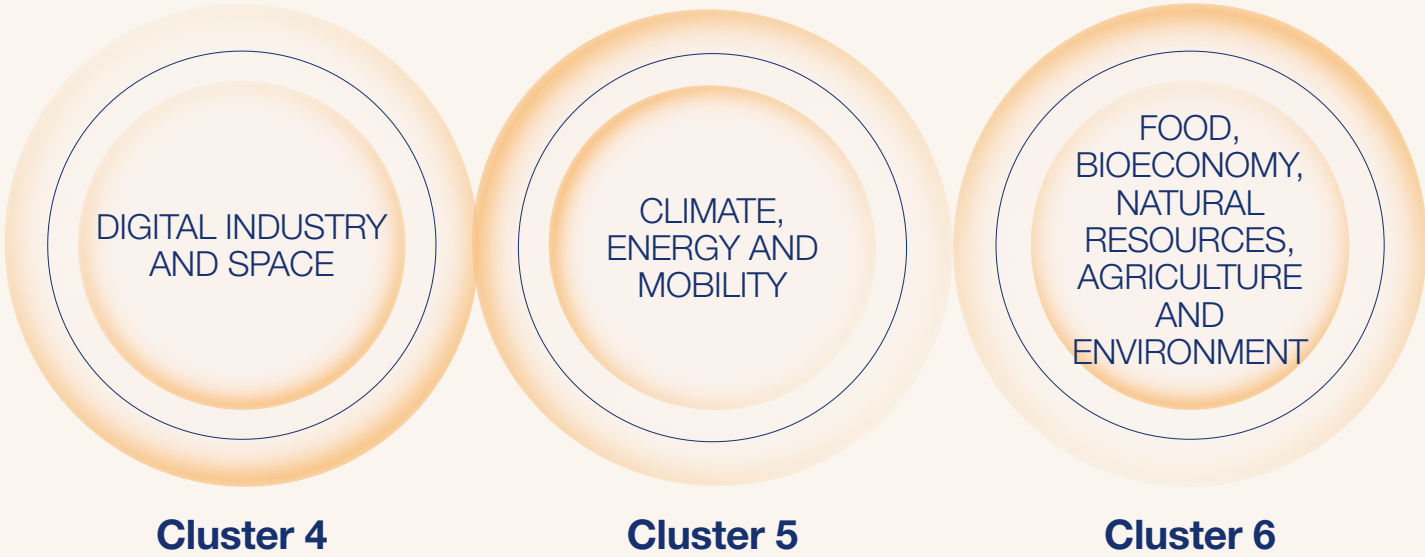 DIGITAL INDUSTRY
AND SPACE
Cluster 4
CLIMATE,
ENERGY AND
MOBILITY
Cluster 5
FOOD,
BIOECONOMY,
NATURAL
RESOURCES,
AGRICULTURE
AND
ENVIRONMENT
Cluster 6